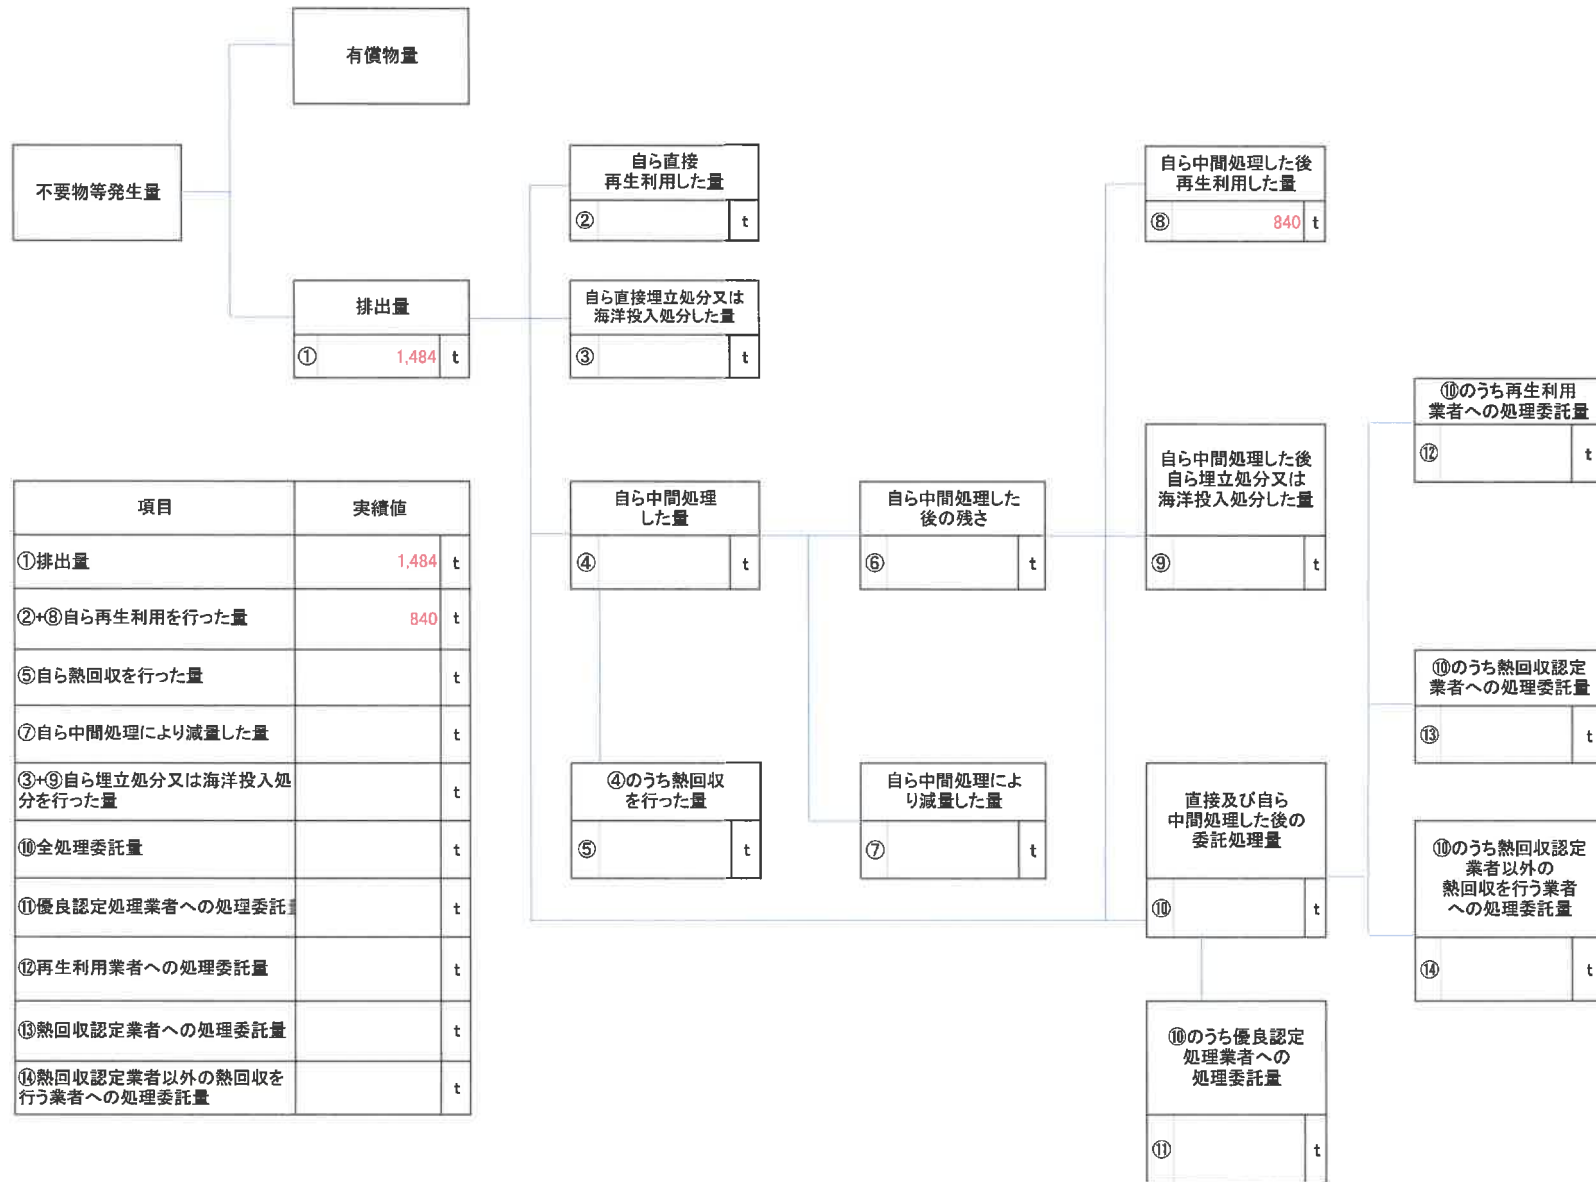 有償物量
不要物等発生量
排出量
① 1,484 t
自ら直接
再生利用した量
② t
自ら直接埋立処分又は
海洋投入処分した量
③ t
自ら中間処理した後
再生利用した量
⑧ 840 t
項目 実績値
①排出量 1,484 t
②+⑧自ら再生利用を行った量 840 t
⑤自ら熱回収を行った量 t
⑦自ら中間処理により減量した量 t
③+⑨自ら埋立処分又は海洋投入処
分を行った量 t
⑩全処理委託量 t
⑪優良認定処理業者への処理委託 t
⑫再生利用業者への処理委託量 t
⑬熱回収認定業者への処理委託量 t
⑭熱回収認定業者以外の熱回収を
行う業者への処理委託量 t
自ら中間処理
した量
④ t
自ら中間処理した
後の残さ
⑥ t
自ら中間処理した後
自ら埋立処分又は
海洋投入処分した量
⑨ t
④のうち熱回収
を行った量
⑤ t
自ら中間処理によ
り減量した量
⑦ t
直接及び自ら
中間処理した後の
委託処理量
⑩ t
⑩のうち優良認定
処理業者への
処理委託量
⑪ t
⑩のうち再生利用
業者への処理委託量
⑫ t
⑩のうち熱回収認定
業者への処理委託量
⑬ t
⑩のうち熱回収認定
業者以外の
熱回収を行う業者
への処理委託量
⑭ t